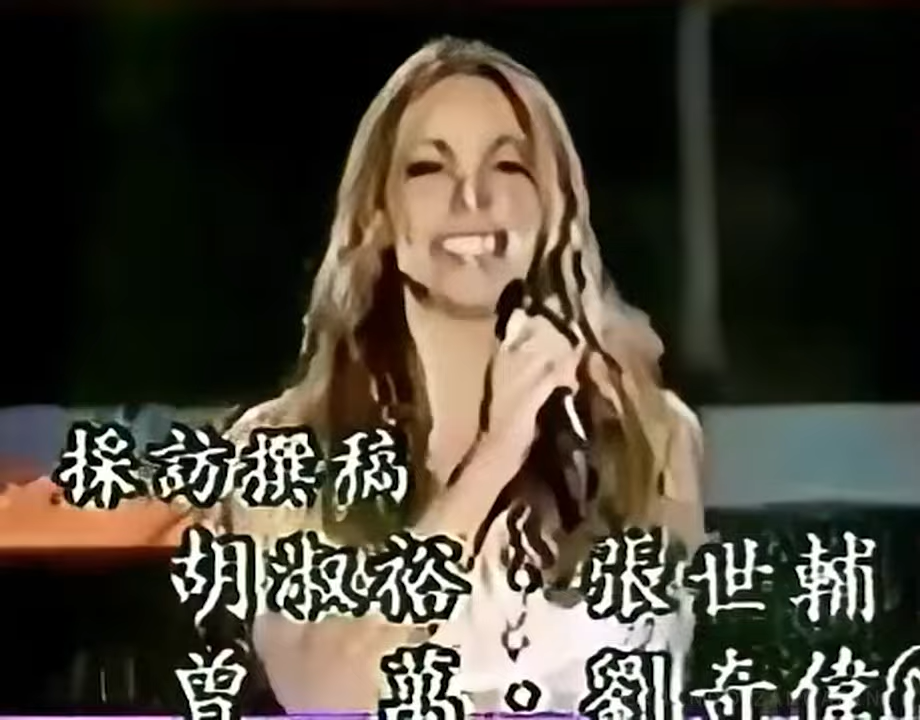 採訪撰稿
胡淑裕。張世輔
曾 萬。劉奇偉